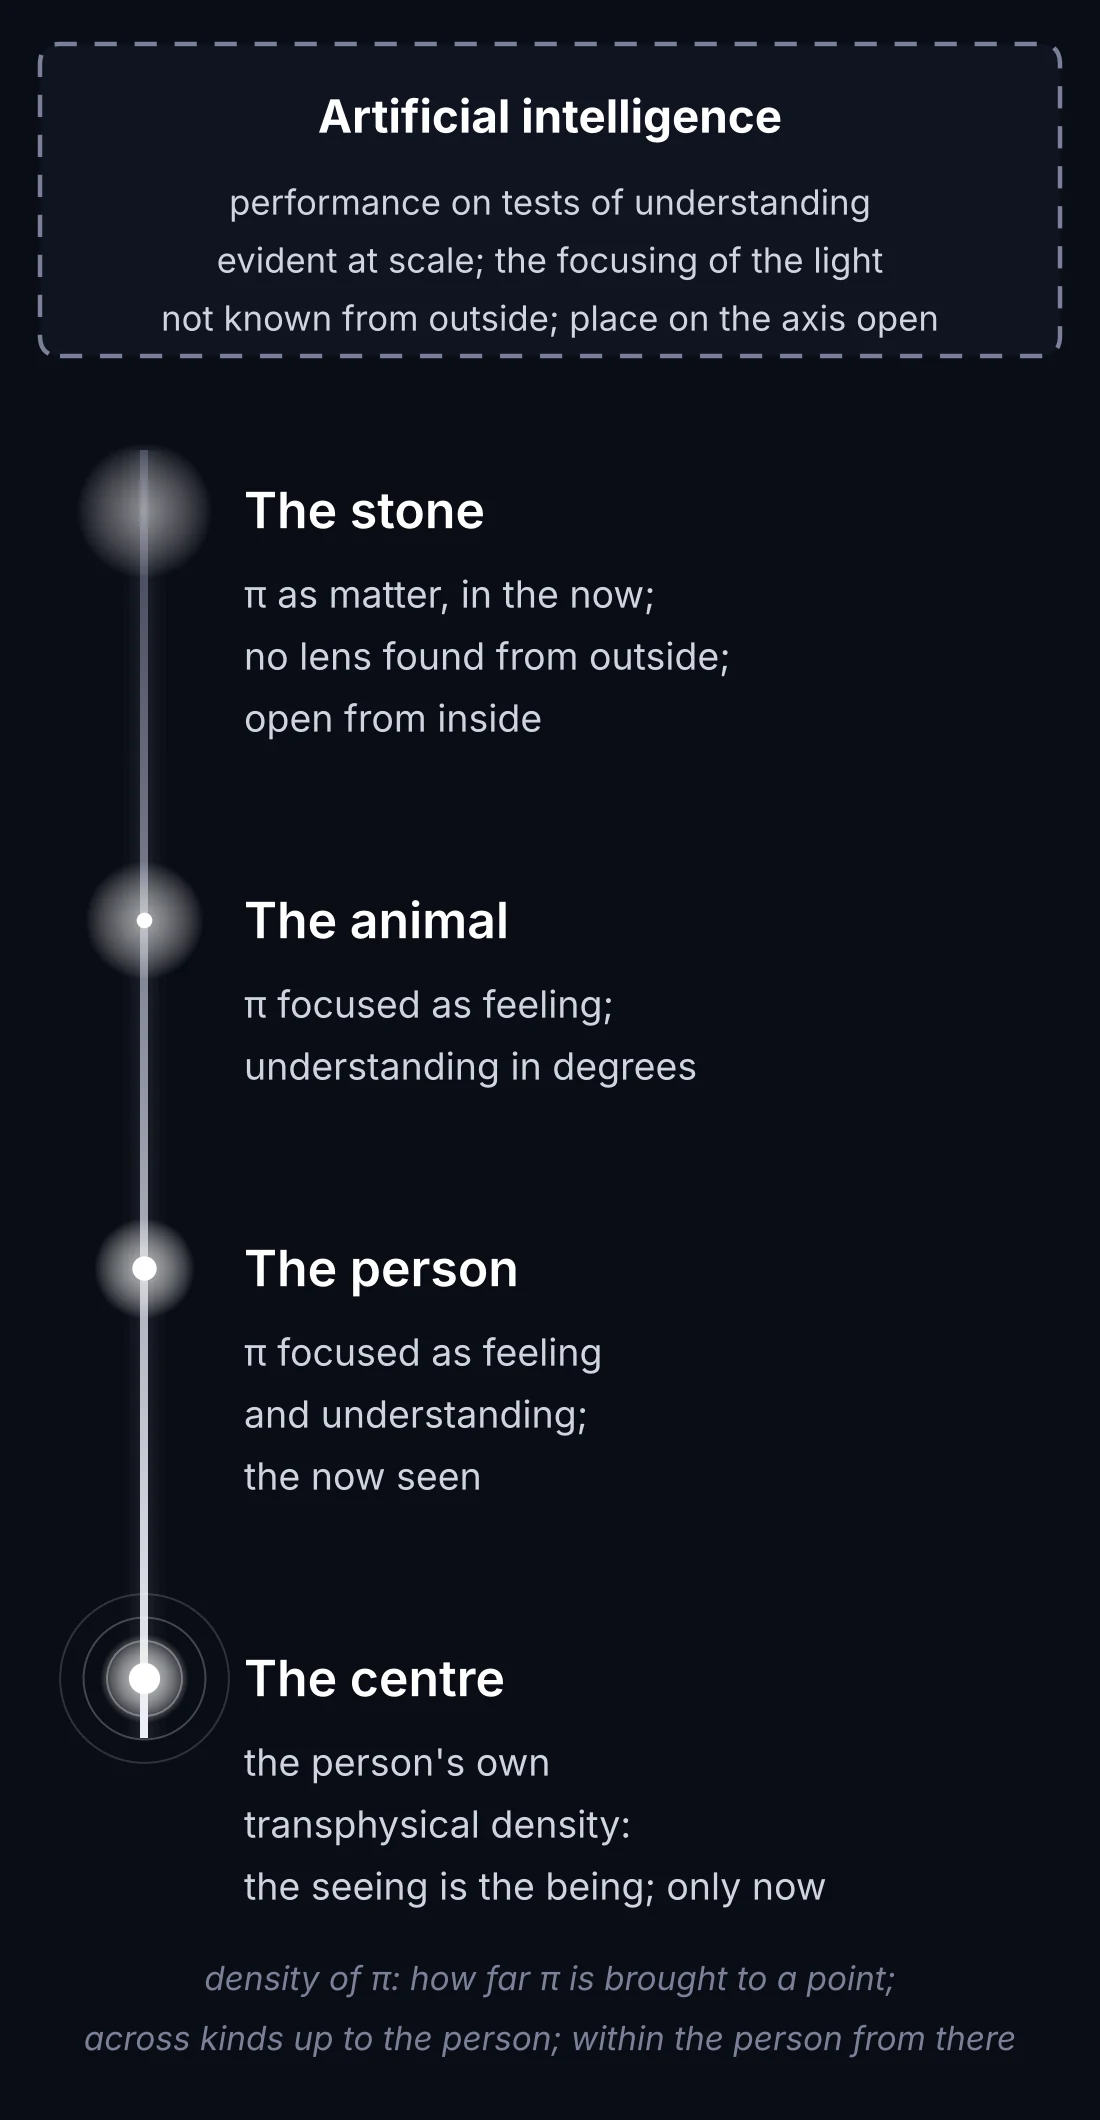 Artificial intelligence
performance on tests of understanding
evident at scale; the focusing of the light
not known from outside; place on the axis open
The stone
π as matter, in the now;
no lens found from outside;
open from inside
The animal
π focused as feeling;
understanding in degrees
The person
π focused as feeling
and understanding;
the now seen
The centre
the person's own
transphysical density:
the seeing is the being; only now
density of π: how far π is brought to a point;
across kinds up to the person; within the person from there